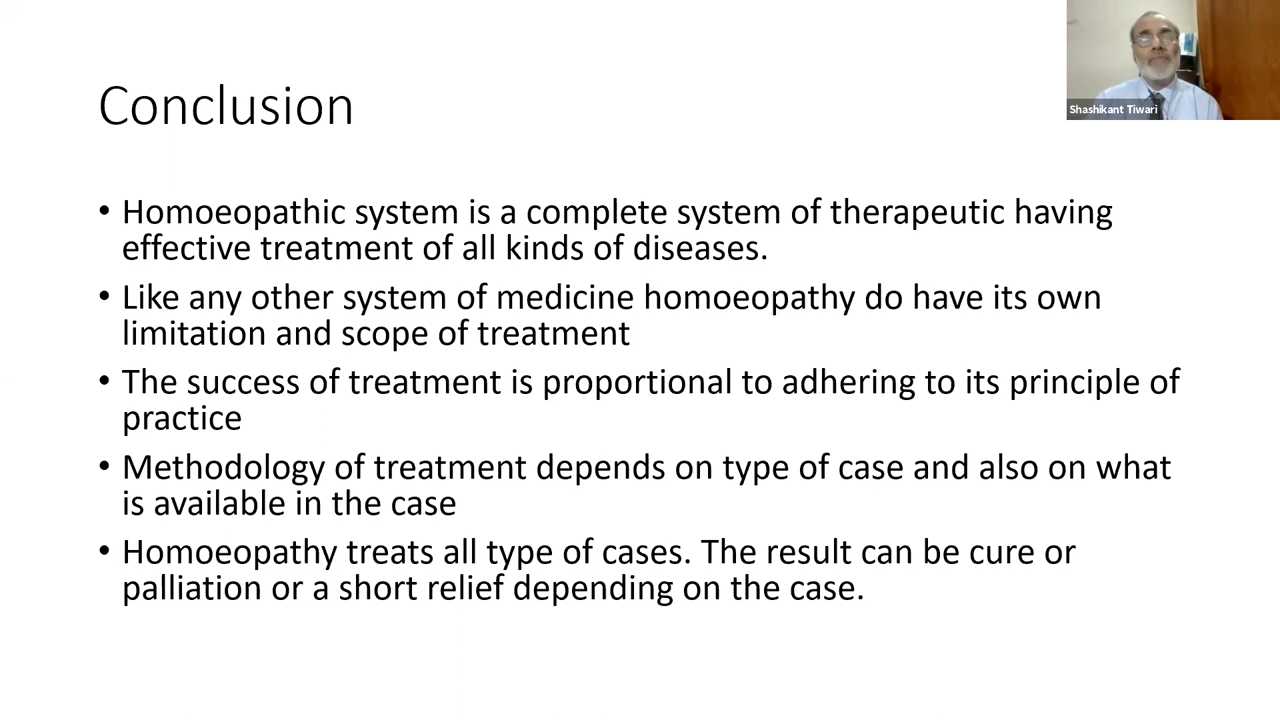 Shashikant Tiwari
Conclusion
• Homoeopathic system is a complete system of therapeutic having
effective treatment of all kinds of diseases.
• Like any other system of medicine homoeopathy do have its own
limitation and scope of treatment
• The success of treatment is proportional to adhering to its principle of
practice
• Methodology of treatment depends on type of case and also on what
is available in the case
• Homoeopathy treats all type of cases. The result can be cure or
palliation or a short relief depending on the case.